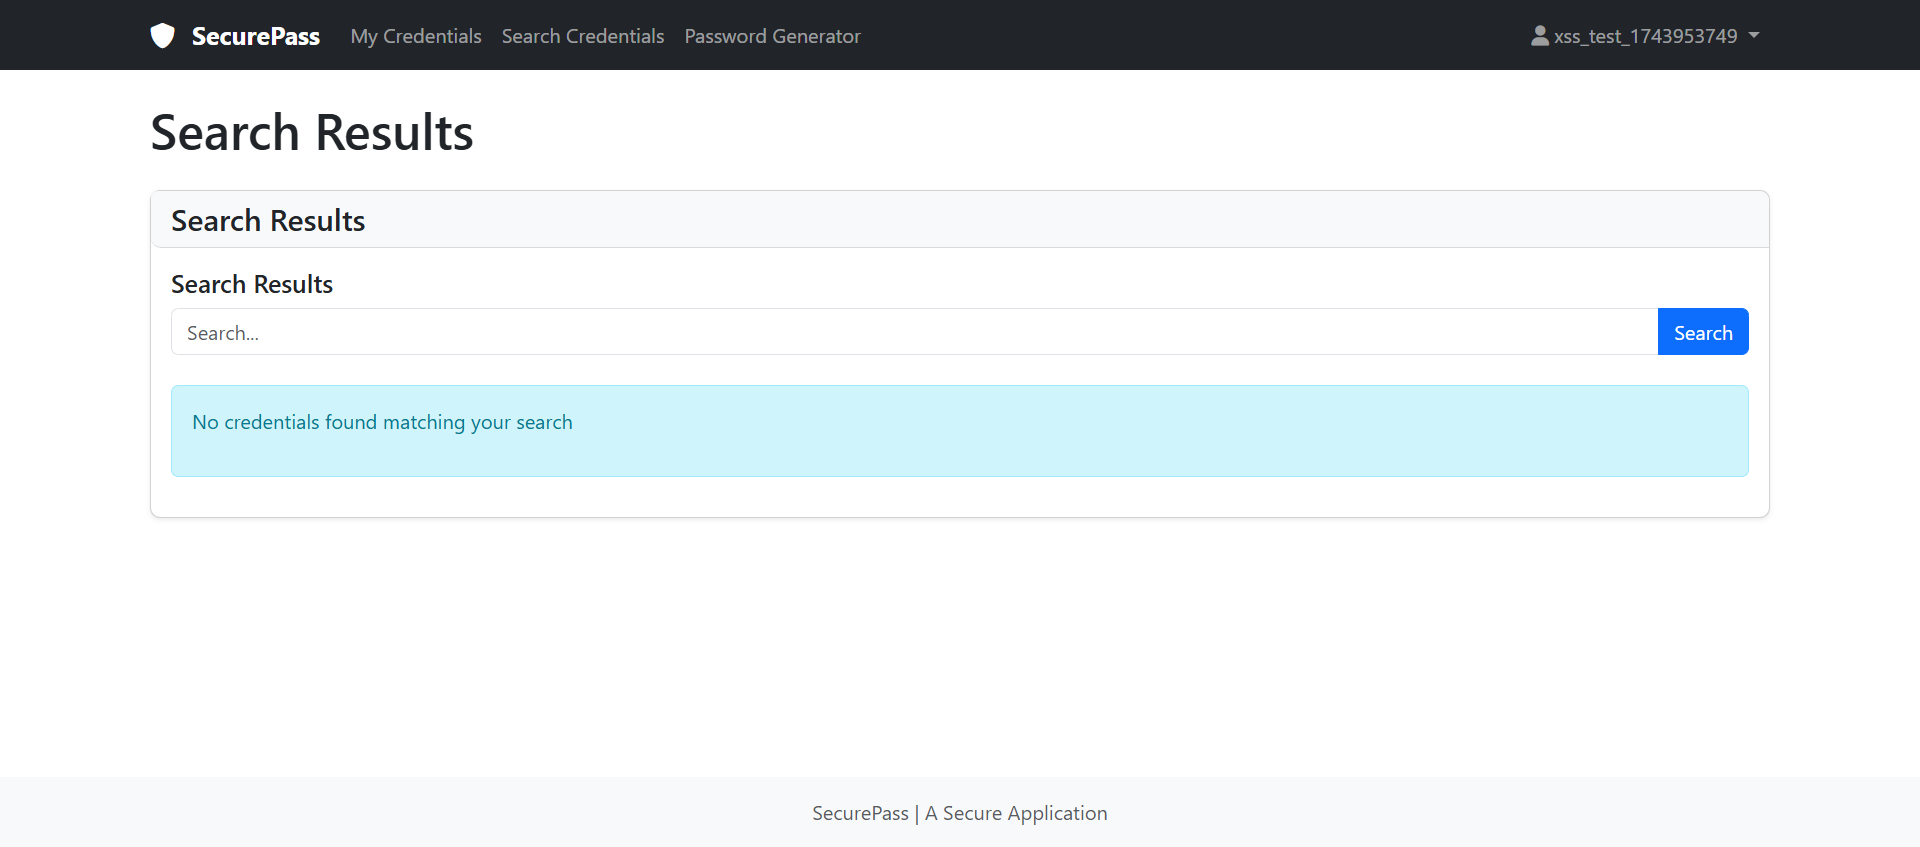 SecurePass My Credentials Search Credentials Password Generator xss_test_1743953749
Search Results
Search Results
Search Results
Search... Search
No credentials found matching your search
SecurePass | A Secure Application